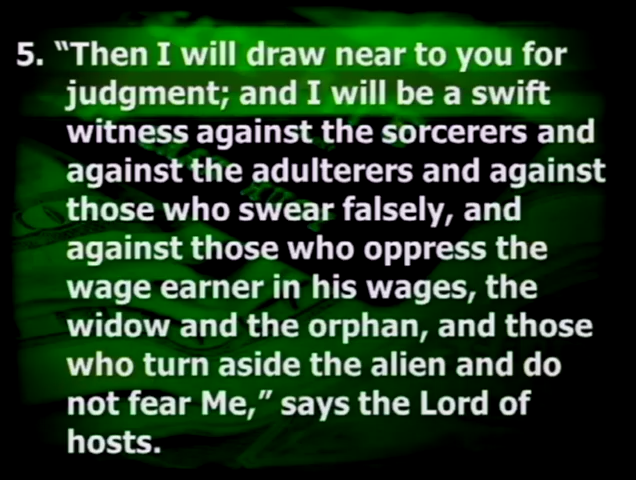 5. “Then I will draw near to you for
judgment; and I will be a swift
witness against the sorcerers and
against the adulterers and against
those who swear falsely, and
against those who oppress the
wage earner in his wages, the
widow and the orphan, and those
who turn aside the alien and do
not fear Me,” says the Lord of
hosts.